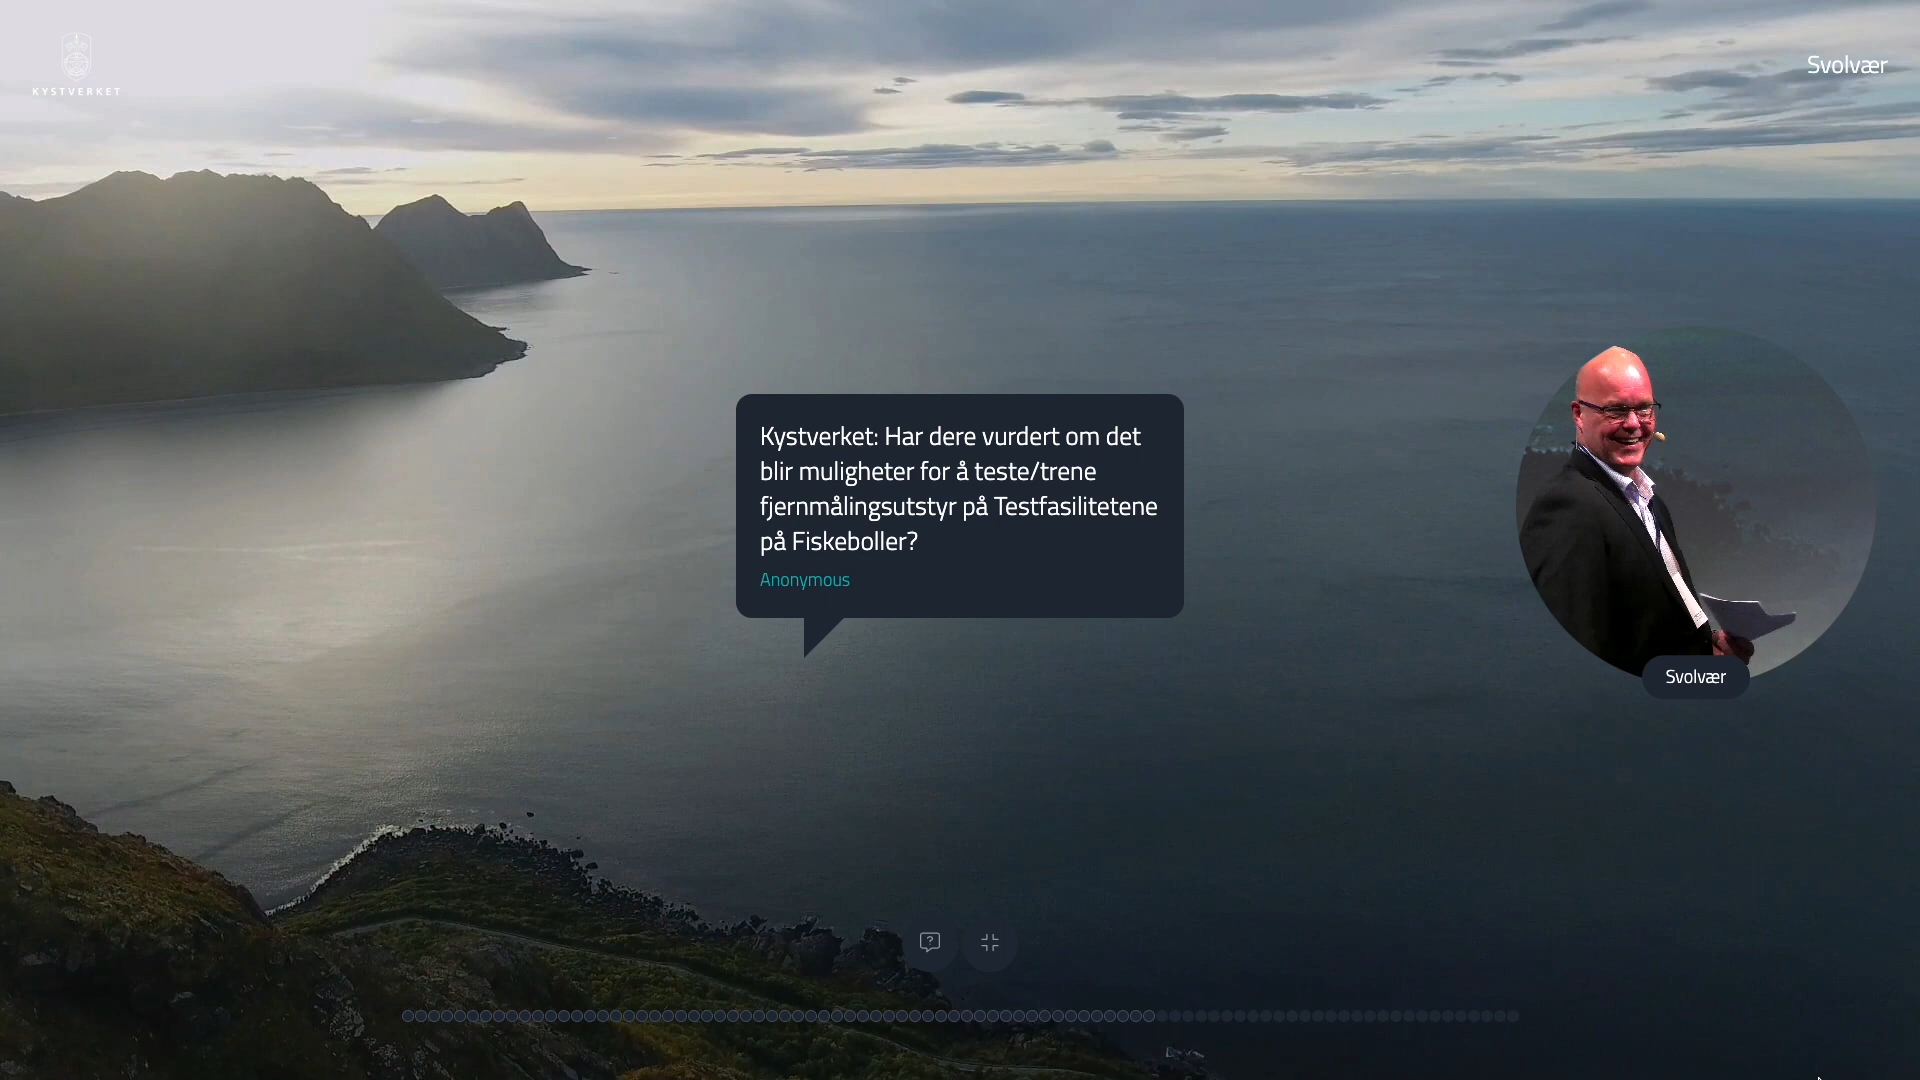 KYSTVERKET
Svolvær
Kystverket: Har dere vurdert om det
blir muligheter for å teste/trene
fjernmålingsutstyr på Testfasilitetene
på Fiskeboller?
Anonymous
Svolvær